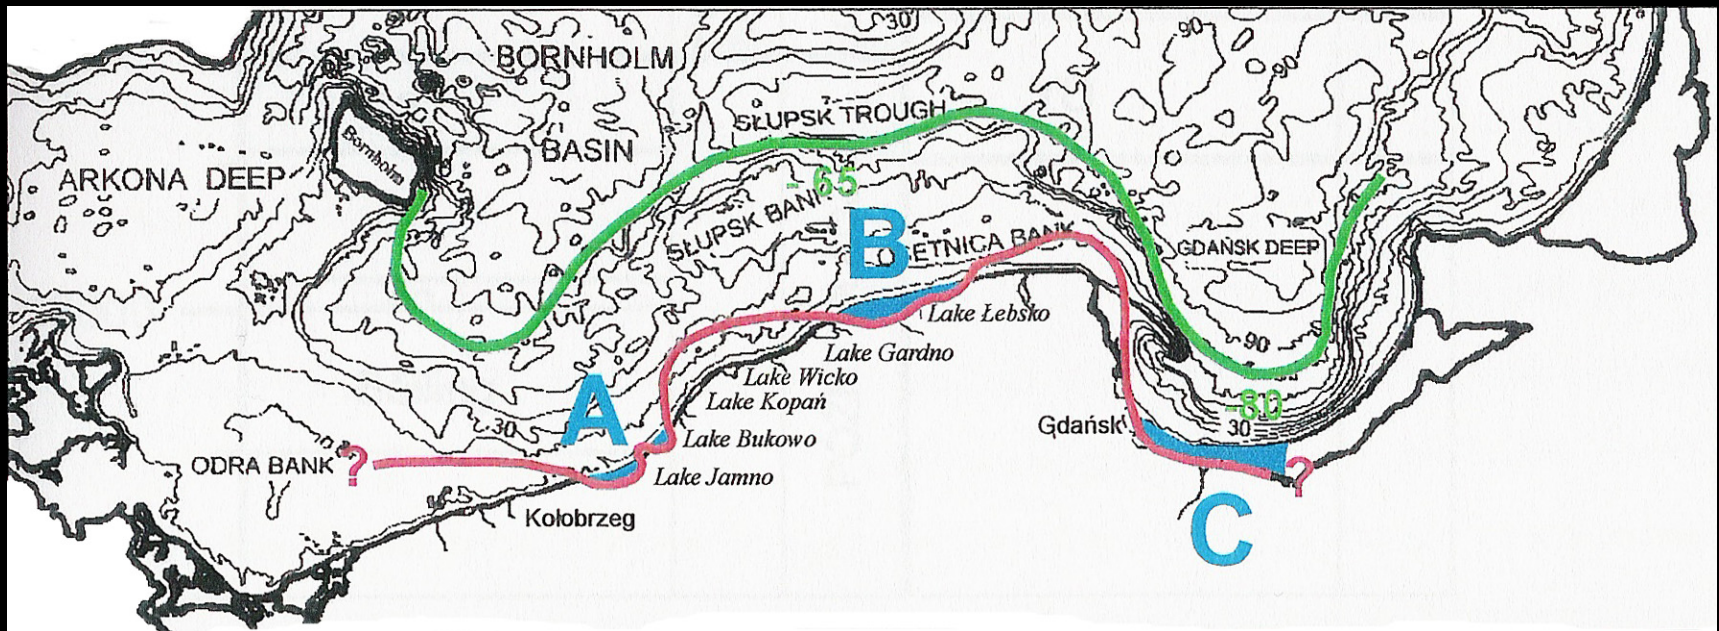 30
BORNHOLM
BASIN
90
90
SŁUPSK TROUGH
Bornholm
ARKONA DEEP
- 65
SŁUPSK BANK
B
ETNICA BANK
GDAŃSK DEEP
Lake Łebsko
90
Lake Gardno
Lake Wicko
Lake Kopań
A
-80
30
30
Gdańsk
Lake Bukowo
ODRA BANK ?
Lake Jamno
?
Kołobrzeg
C